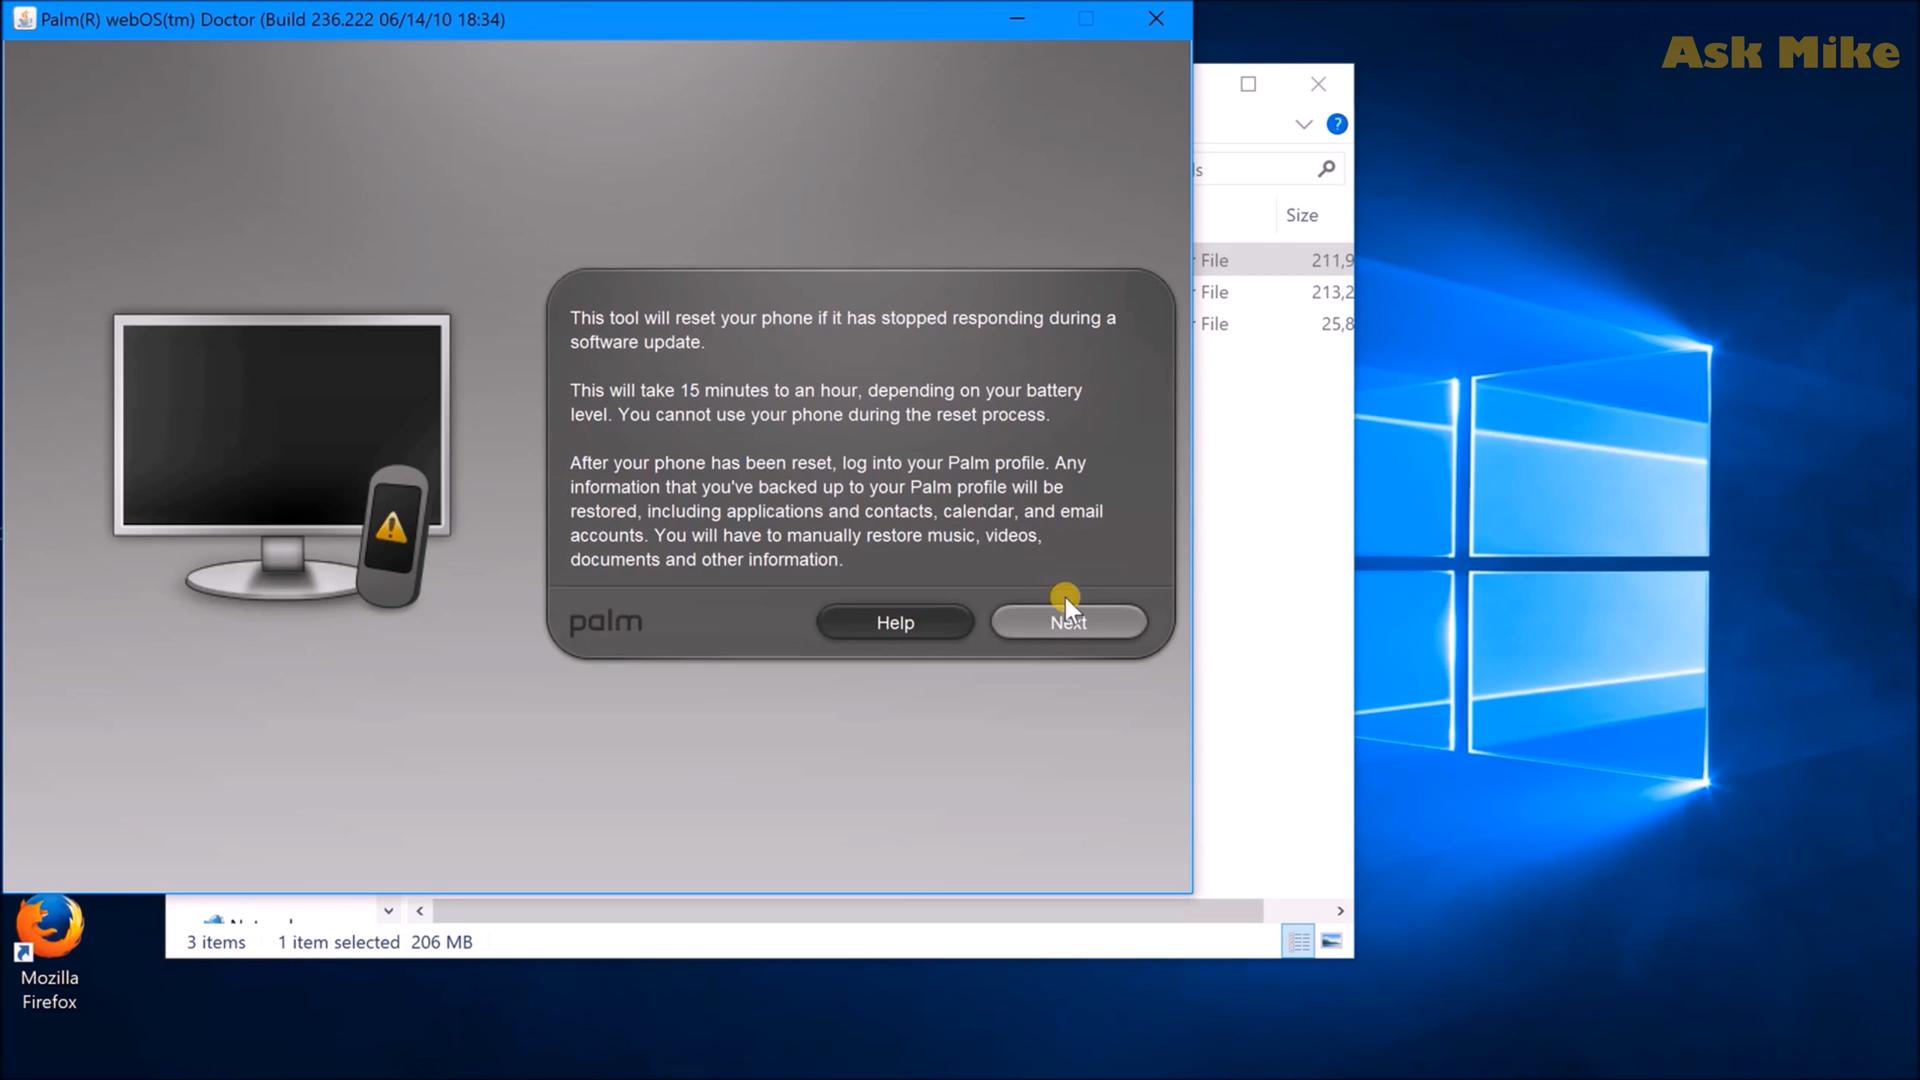 Palm(R) webOS(tm) Doctor (Build 236.222 06/14/10 18:34)
Ask Mike
?
Size
File 211,9
File 213,2
File 25,8
This tool will reset your phone if it has stopped responding during a
software update.
This will take 15 minutes to an hour, depending on your battery
level. You cannot use your phone during the reset process.
After your phone has been reset, log into your Palm profile. Any
information that you've backed up to your Palm profile will be
restored, including applications and contacts, calendar, and email
accounts. You will have to manually restore music, videos,
documents and other information.
palm
Help
Next
3 items 1 item selected 206 MB
Mozilla
Firefox